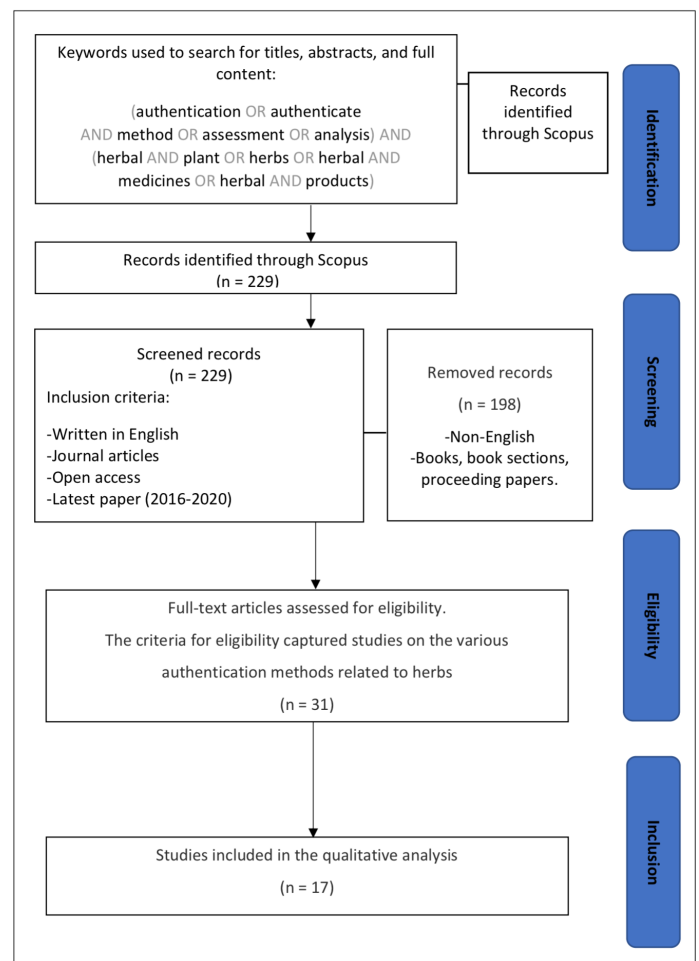 Keywords used to search for titles, abstracts, and full
content:
(authentication OR authenticate
AND method OR assessment OR analysis) AND
(herbal AND plant OR herbs OR herbal AND
medicines OR herbal AND products)
Records
identified
through Scopus
Identification
Records identified through Scopus
(n = 229)
Screened records
(n = 229)
Inclusion criteria:
-Written in English
-Journal articles
-Open access
-Latest paper (2016-2020)
Removed records
(n = 198)
-Non-English
-Books, book sections,
proceeding papers.
Screening
Full-text articles assessed for eligibility.
The criteria for eligibility captured studies on the various
authentication methods related to herbs
(n = 31)
Eligibility
Studies included in the qualitative analysis
(n = 17)
Inclusion